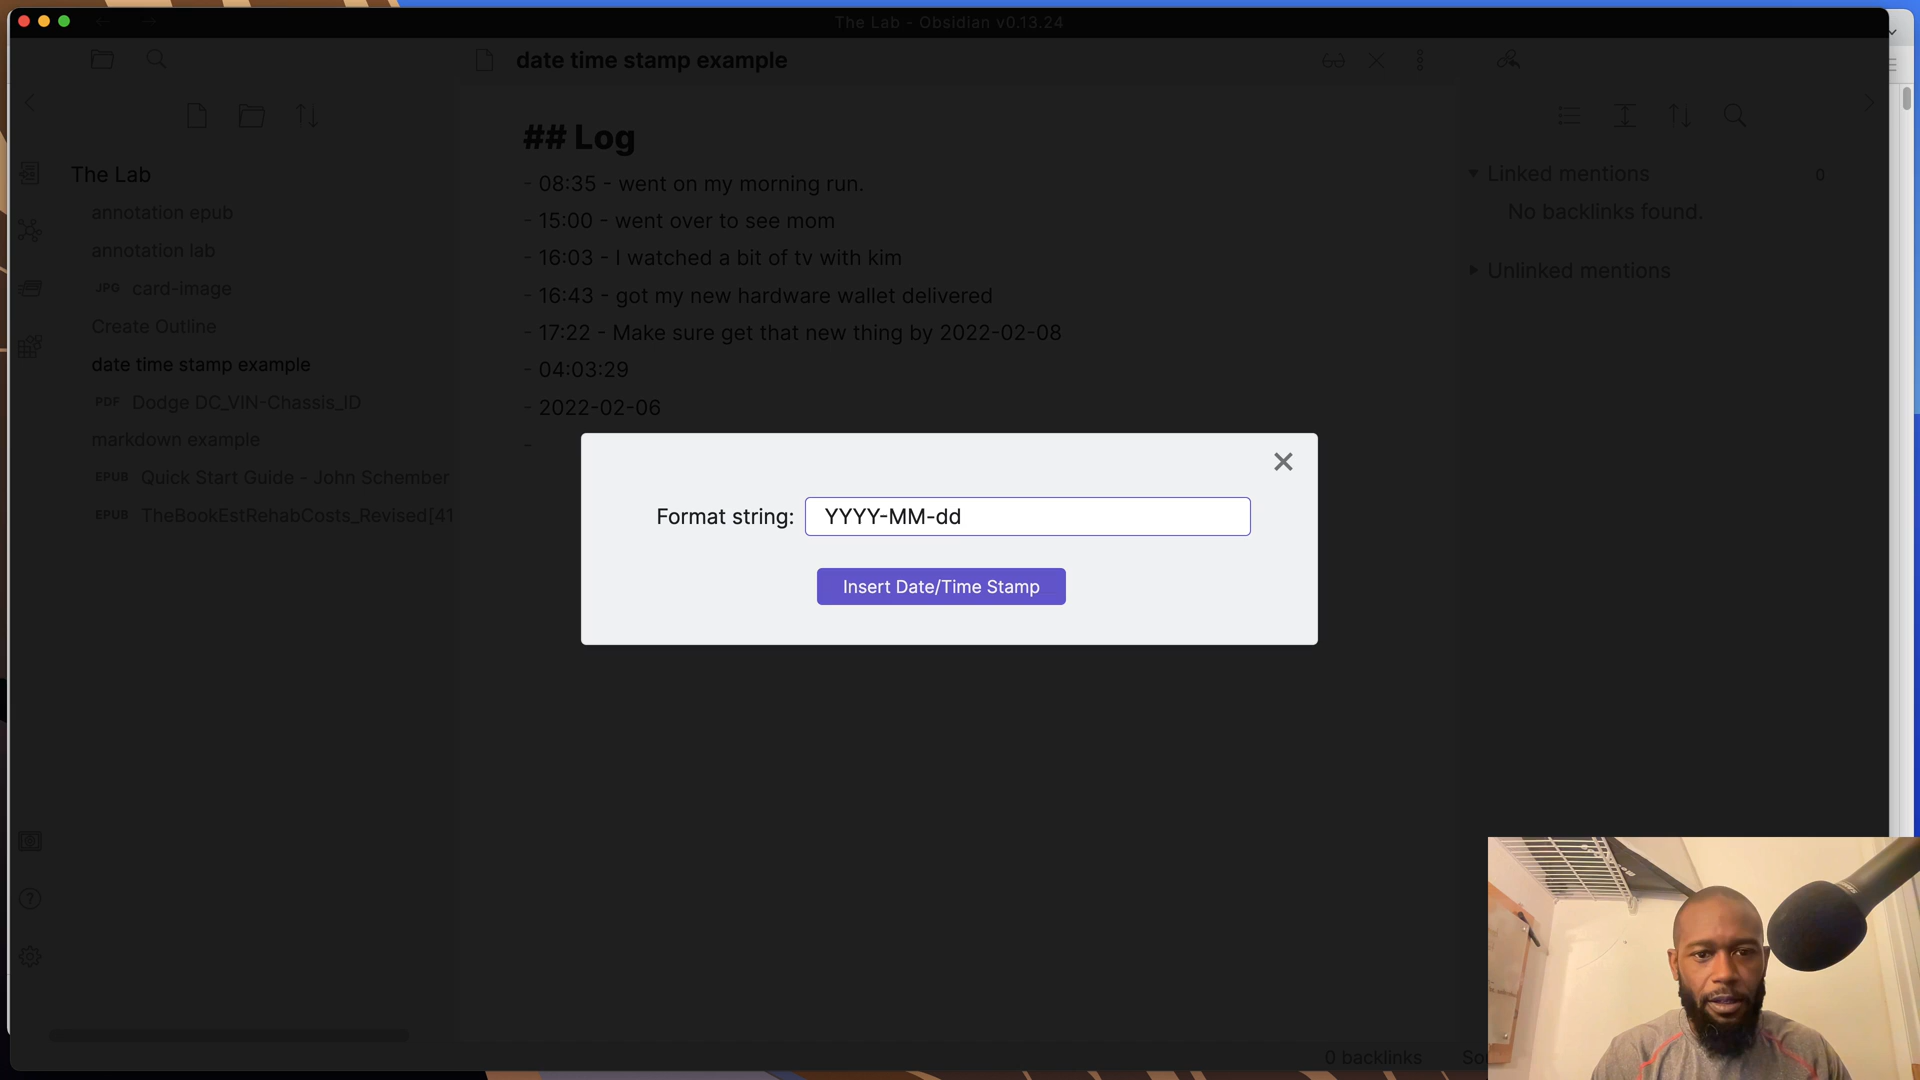 The Lab - Obsidian v0.13.24
date time stamp example
## Log
- 08:35 - went on my morning run.
- 15:00 - went over to see mom
- 16:03 - I watched a bit of tv with kim
- 16:43 - got my new hardware wallet delivered
- 17:22 - Make sure get that new thing by 2022-02-08
- 04:03:29
- 2022-02-06
-
The Lab
annotation epub
annotation lab
JPG card-image
Create Outline
date time stamp example
PDF Dodge DC_VIN-Chassis_ID
markdown example
EPUB Quick Start Guide - John Schember
EPUB TheBookEstRehabCosts_Revised[41
Format string: YYYY-MM-dd
Insert Date/Time Stamp
Linked mentions 0
No backlinks found.
Unlinked mentions
0 backlinks